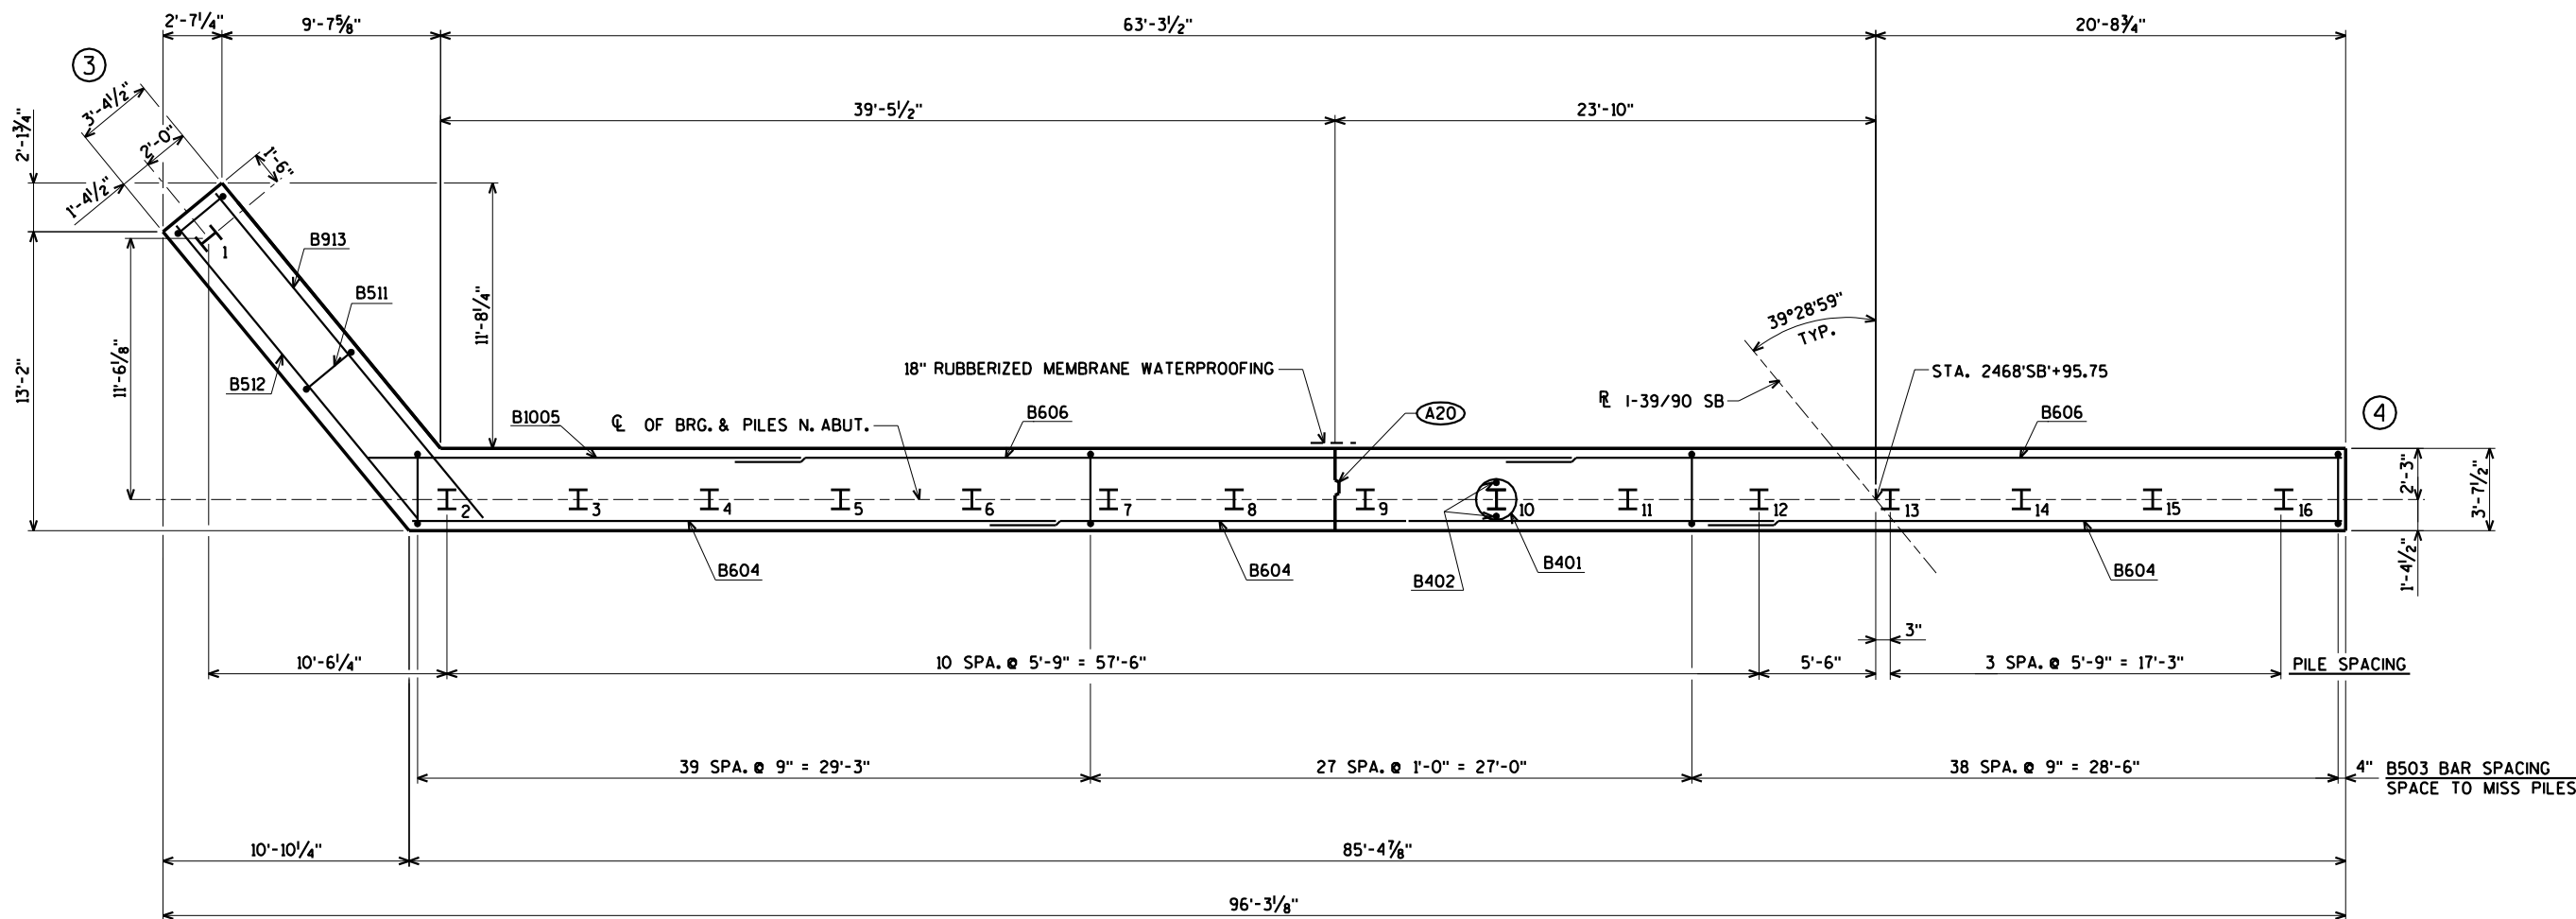 2'-7¼" 9'-7⅝" 63'-3½" 20'-8¾"
3
3'-4½"
2'-0"
1'-6"
1'-4½"
2'-1¾"
39'-5½" 23'-10"
B913
B511
B512
13'-2"
11'-6⅛"
11'-8¼"
39°28'59"
TYP.
18" RUBBERIZED MEMBRANE WATERPROOFING
STA. 2468'SB'+95.75
℞ I-39/90 SB
A20
B1005
℄ OF BRG. & PILES N. ABUT.
B606
B606
4
2'-3"
3'-7½"
1'-4½"
1 2 3 4 5 6 7 8 9 10 11 12 13 14 15 16
B604
B604
B402
B401
B604
3"
10'-6¼" 10 SPA. @ 5'-9" = 57'-6" 5'-6" 3 SPA. @ 5'-9" = 17'-3" PILE SPACING
39 SPA. @ 9" = 29'-3" 27 SPA. @ 1'-0" = 27'-0" 38 SPA. @ 9" = 28'-6" 4" B503 BAR SPACING
SPACE TO MISS PILES
10'-10¼" 85'-4⅞"
96'-3⅛"